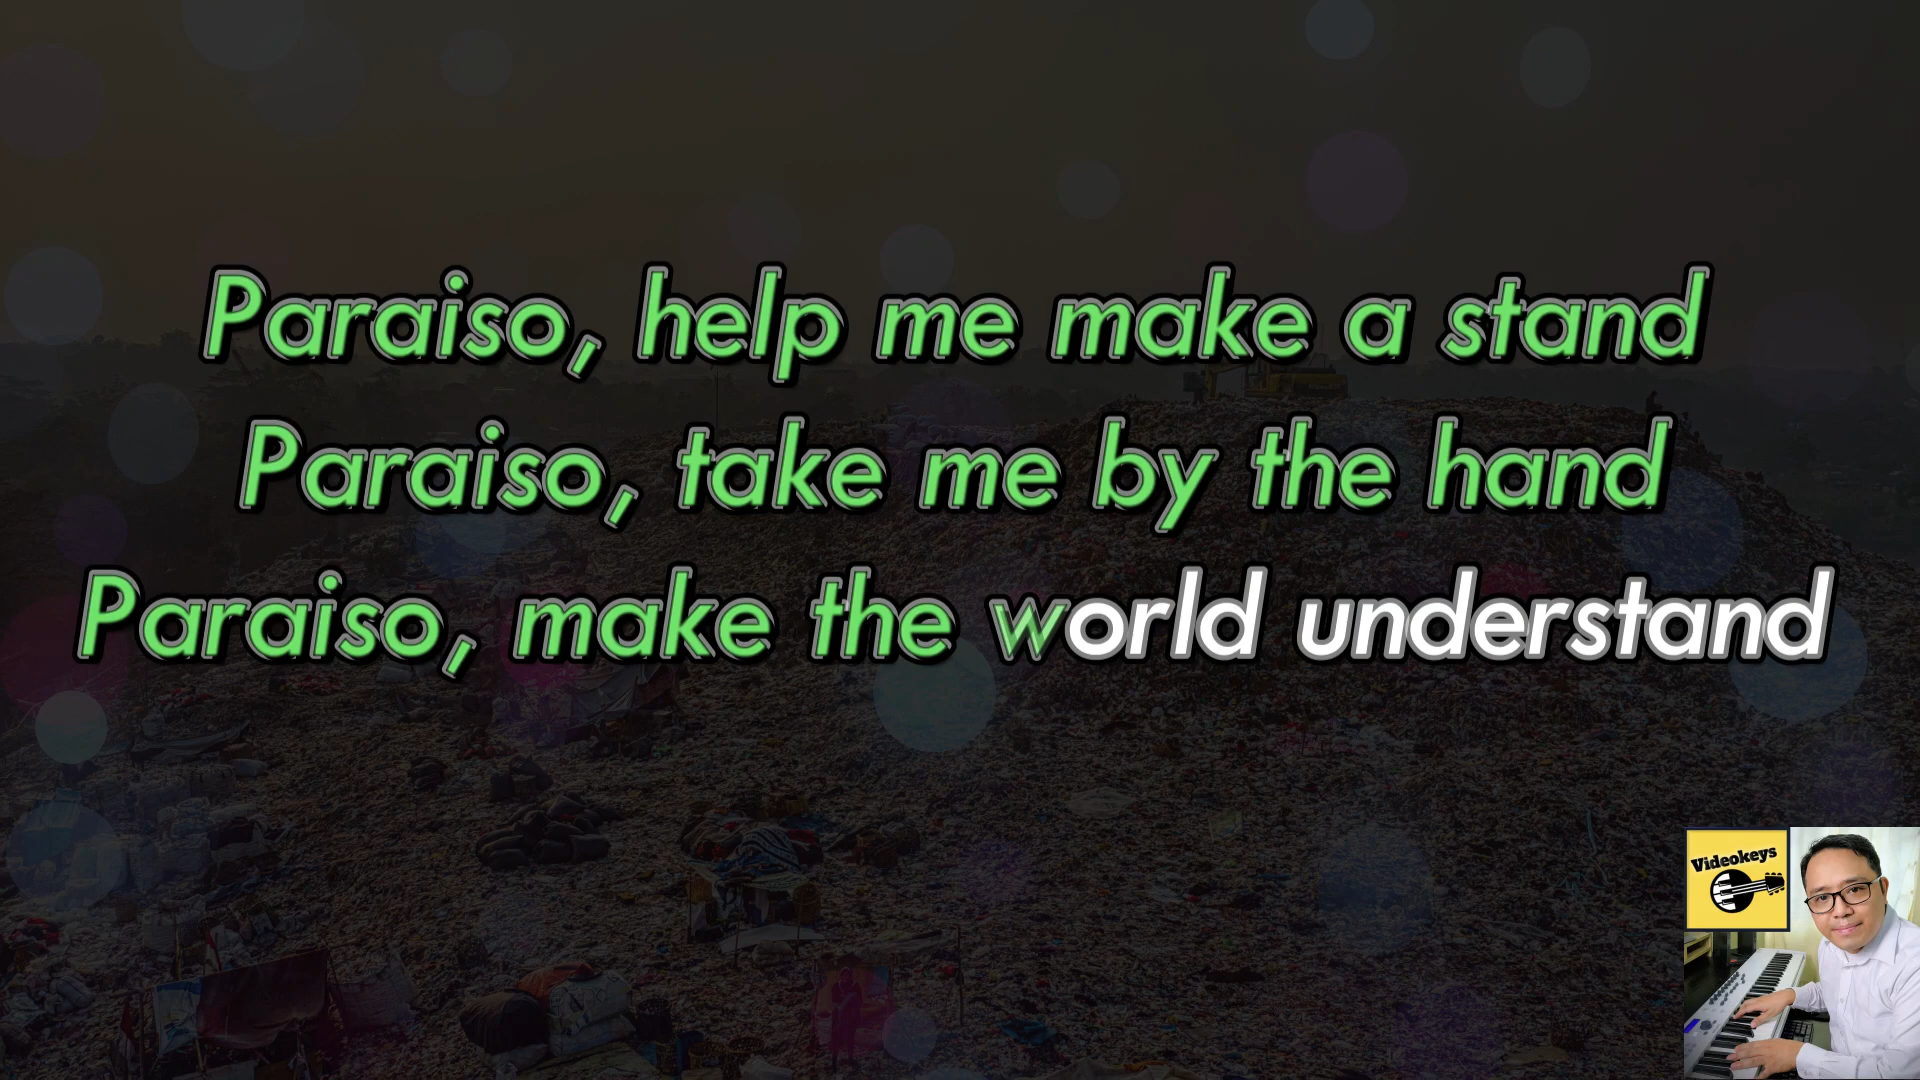 Paraiso, help me make a stand
Paraiso, take me by the hand
Paraiso, make the world understand
Videokeys